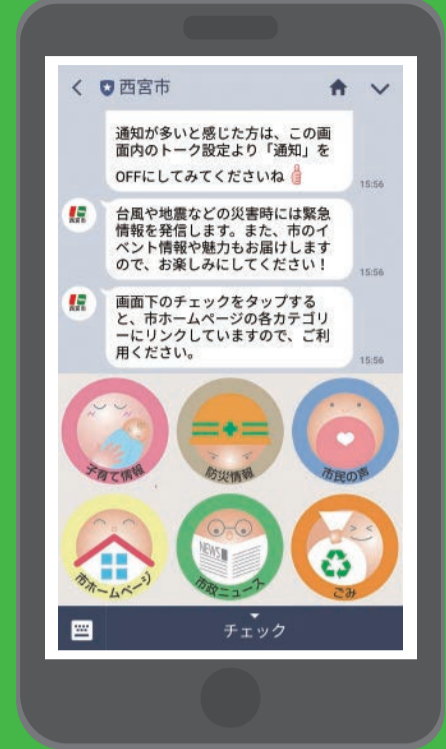 西宮市
通知が多いと感じた方は、この画
面内のトーク設定より「通知」を
OFFにしてみてくださいね
15:56
台風や地震などの災害時には緊急
情報を発信します。また、市のイ
ベント情報や魅力もお届けします
ので、お楽しみにしてください！
15:56
画面下のチェックをタップする
と、市ホームページの各カテゴリ
ーにリンクしていますので、ご利
用ください。
15:56
子育て情報
防災情報
市民の声
市ホームページ
NEWS
市政ニュース
ごみ
チェック